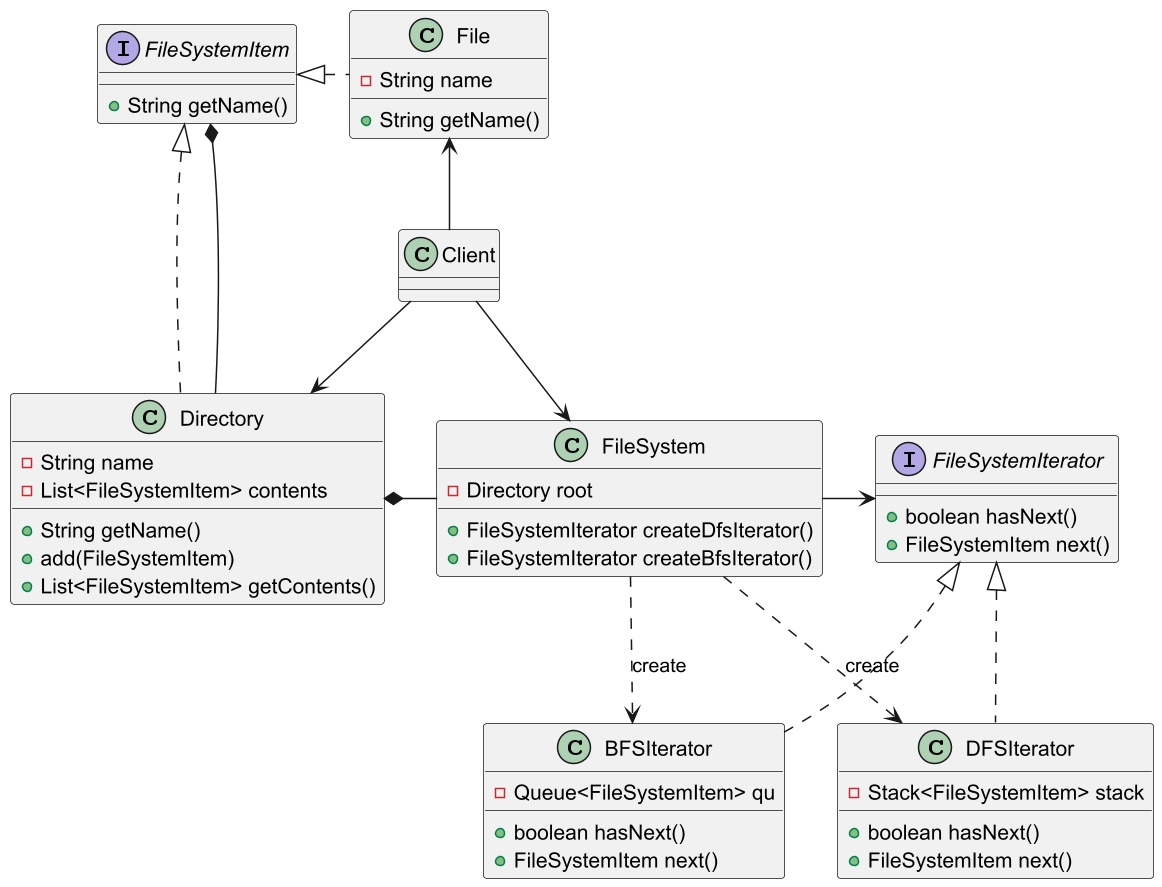 I FileSystemItem
String getName()
C File
String name
String getName()
C Client
C Directory
String name
List<FileSystemItem> contents
String getName()
add(FileSystemItem)
List<FileSystemItem> getContents()
C FileSystem
Directory root
FileSystemIterator createDfsIterator()
FileSystemIterator createBfsIterator()
I FileSystemIterator
boolean hasNext()
FileSystemItem next()
create
create
C BFSIterator
Queue<FileSystemItem> qu
boolean hasNext()
FileSystemItem next()
C DFSIterator
Stack<FileSystemItem> stack
boolean hasNext()
FileSystemItem next()